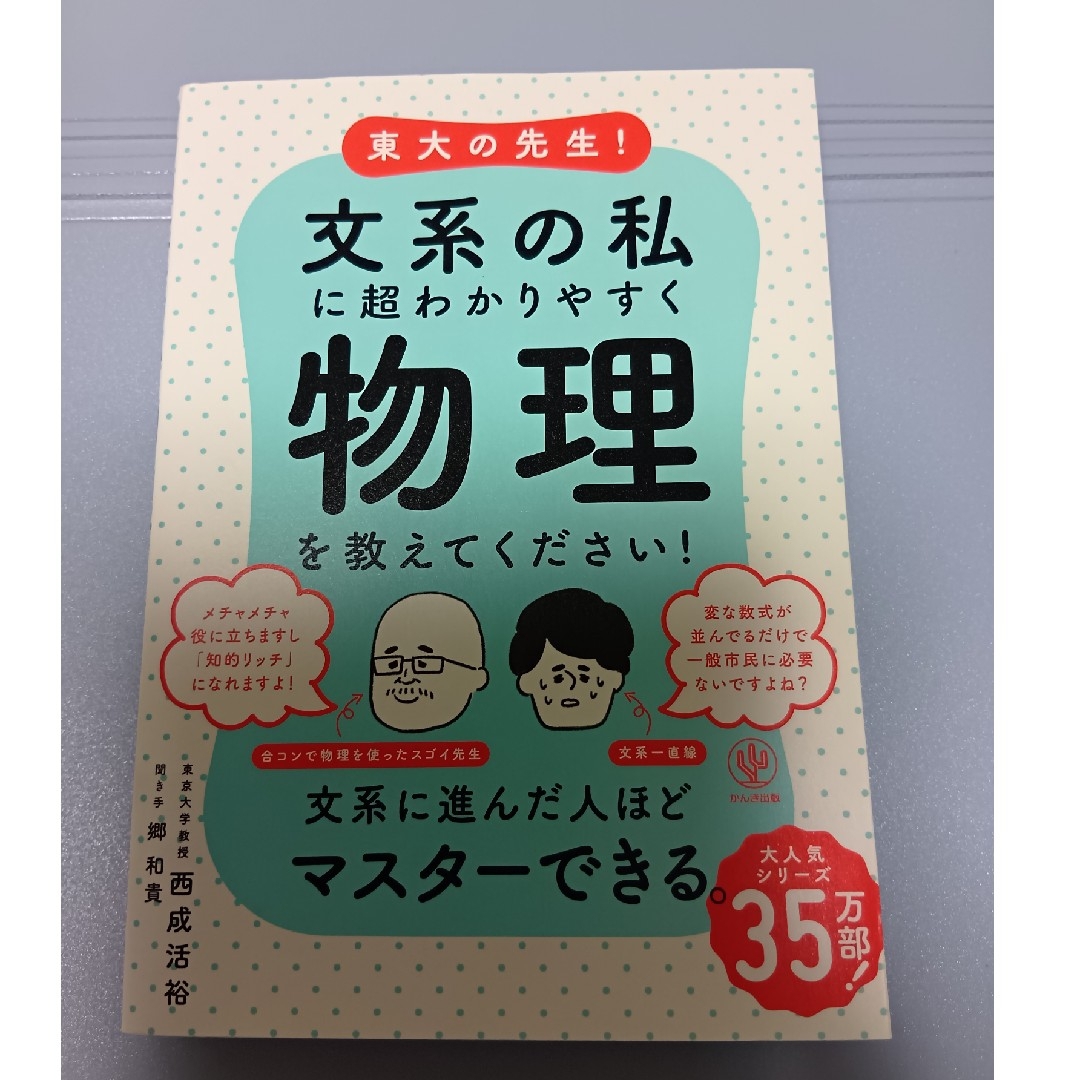 東大の先生！
文系の私
に超わかりやすく
物理
を教えてください！
メチャメチャ
役に立ちますし
「知的リッチ」
になれますよ！
変な数式が
並んでるだけで
一般市民に必要
ないですよね？
合コンで物理を使ったスゴイ先生
文系一直線
かんき出版
文系に進んだ人ほど
マスターできる。
東京大学教授 西成活裕
聞き手 郷和貴
大人気
シリーズ
35万部！